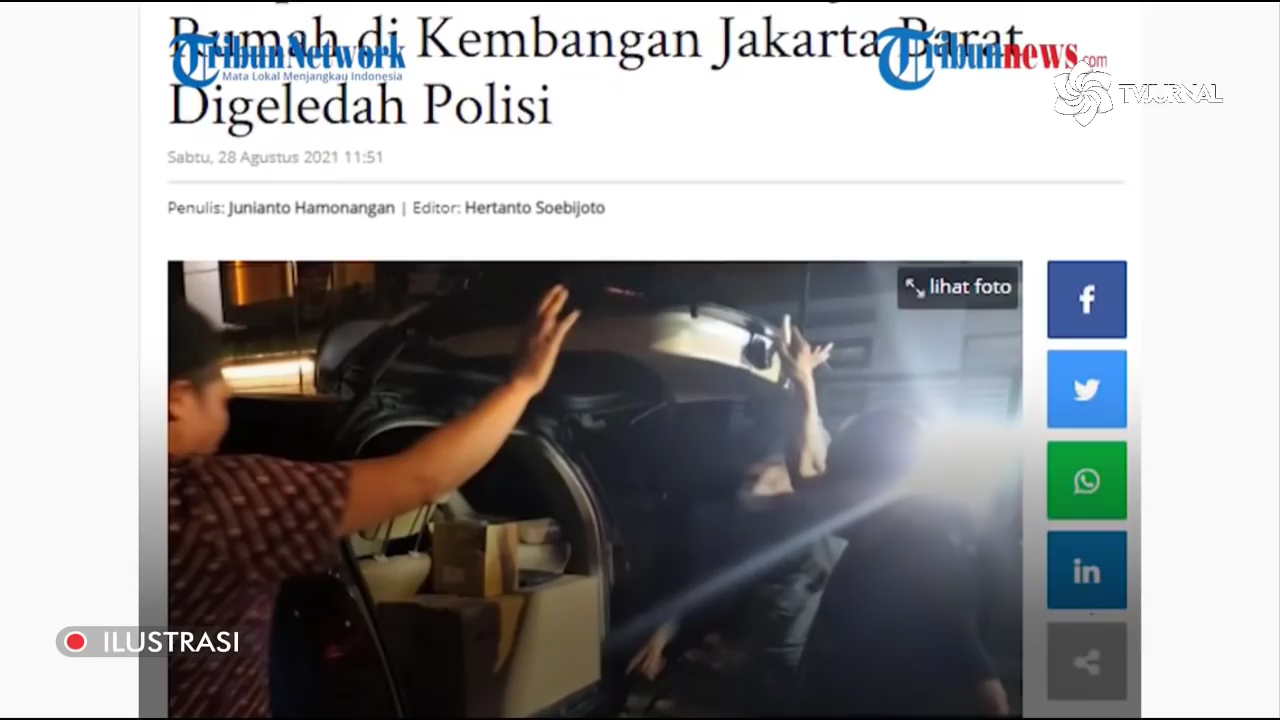 Rumah di Kembangan Jakarta Barat
TribunNetwork
Mata Lokal Menjangkau Indonesia
Tribunnews.com
TVJURNAL
Digeledah Polisi
Sabtu, 28 Agustus 2021 11:51
Penulis: Junianto Hamonangan | Editor: Hertanto Soebijoto
lihat foto
ILUSTRASI